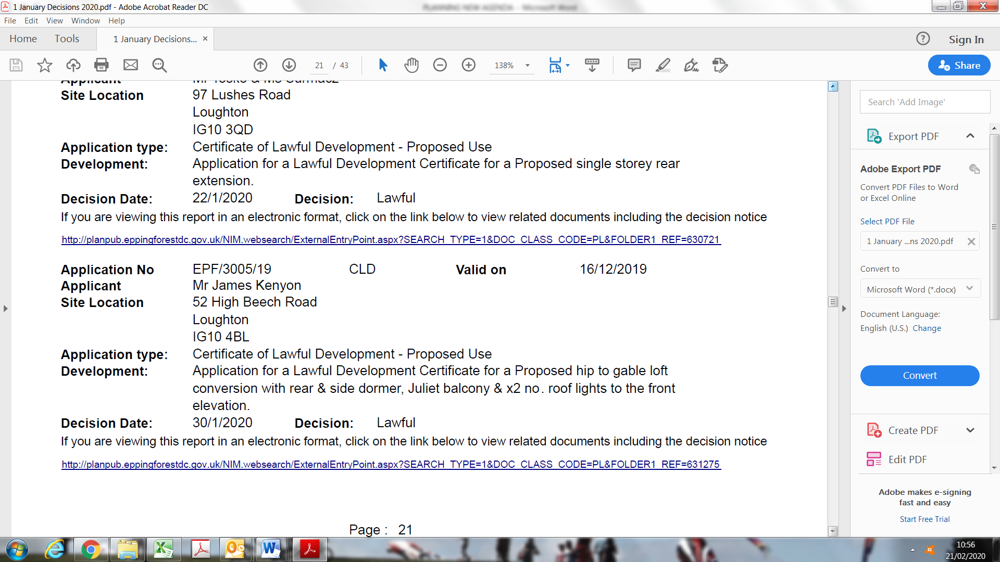 1 January Decisions 2020.pdf - Adobe Acrobat Reader DC
PLANNING NEW AGENDA - Microsoft Word
File Edit View Window Help
Home Tools 1 January Decisions... ×
Sign In
21 / 43 138% Share
Applicant
Site Location 97 Lushes Road
Loughton
IG10 3QD
Application type: Certificate of Lawful Development - Proposed Use
Development: Application for a Lawful Development Certificate for a Proposed single storey rear
extension.
Decision Date: 22/1/2020 Decision: Lawful
If you are viewing this report in an electronic format, click on the link below to view related documents including the decision notice
http://planpub.eppingforestdc.gov.uk/NIM.websearch/ExternalEntryPoint.aspx?SEARCH_TYPE=1&DOC_CLASS_CODE=PL&FOLDER1_REF=630721
Application No EPF/3005/19 CLD Valid on 16/12/2019
Applicant Mr James Kenyon
Site Location 52 High Beech Road
Loughton
IG10 4BL
Application type: Certificate of Lawful Development - Proposed Use
Development: Application for a Lawful Development Certificate for a Proposed hip to gable loft
conversion with rear & side dormer, Juliet balcony & x2 no. roof lights to the front
elevation.
Decision Date: 30/1/2020 Decision: Lawful
If you are viewing this report in an electronic format, click on the link below to view related documents including the decision notice
http://planpub.eppingforestdc.gov.uk/NIM.websearch/ExternalEntryPoint.aspx?SEARCH_TYPE=1&DOC_CLASS_CODE=PL&FOLDER1_REF=631275
Page : 21
Search 'Add Image'
Export PDF
Adobe Export PDF
Convert PDF Files to Word
or Excel Online
Select PDF File
1 January ...ns 2020.pdf
Convert to
Microsoft Word (*.docx)
Document Language:
English (U.S.) Change
Convert
Create PDF
Edit PDF
Adobe makes e-signing
fast and easy
Start Free Trial
10:56
21/02/2020